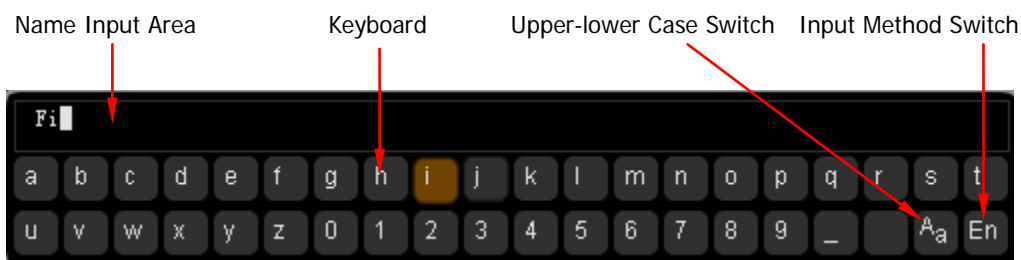 Name Input Area Keyboard Upper-lower Case Switch Input Method Switch
Fi
a b c d e f g h i j k l m n o p q r s t
u v w x y z 0 1 2 3 4 5 6 7 8 9 _ Aa En